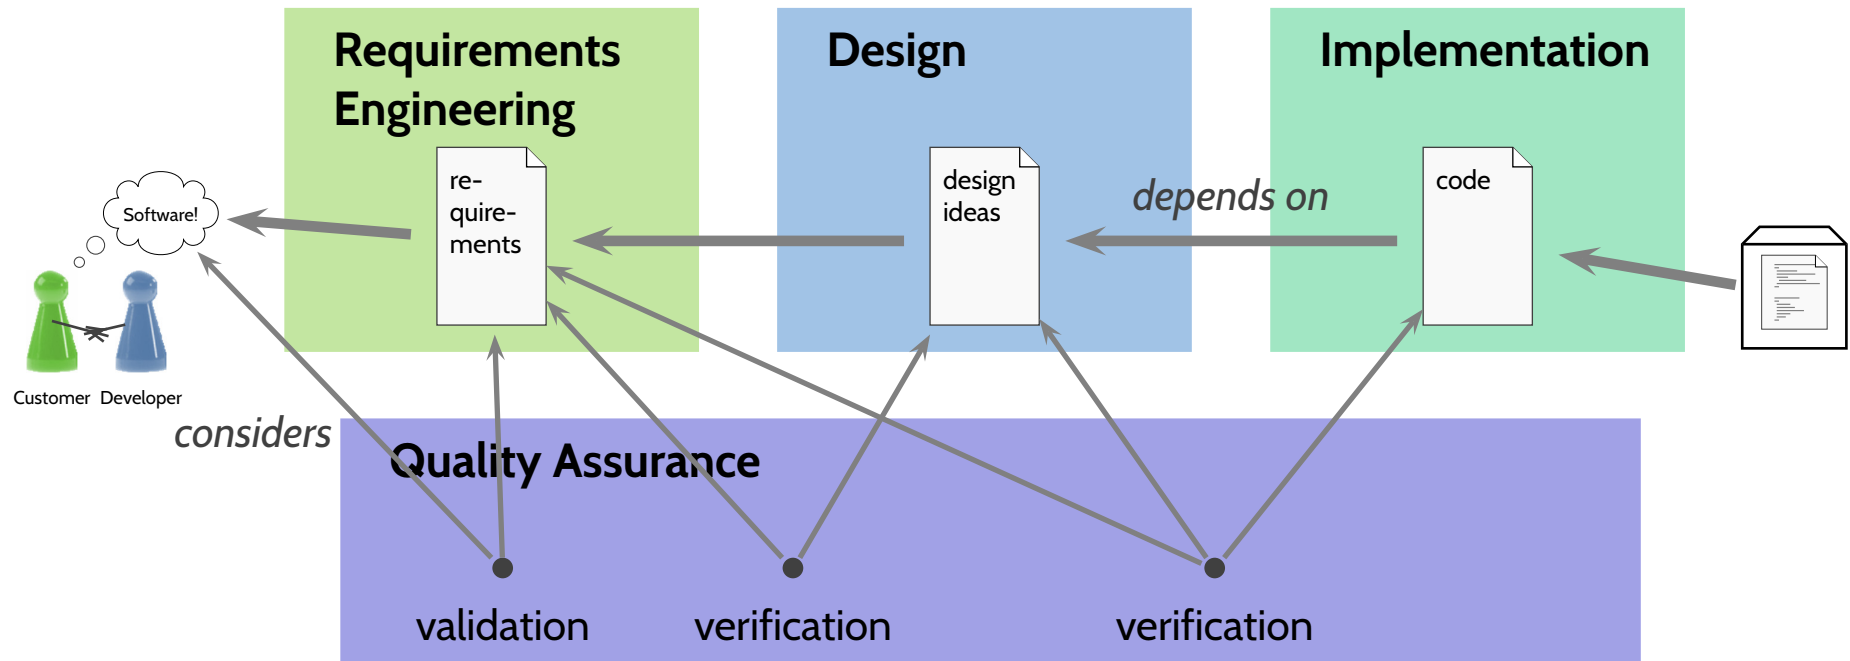 Requirements
Engineering
Design
Implementation
re-
quire-
ments
design
ideas
depends on
code
Software!
Customer Developer
considers
Quality Assurance
validation
verification
verification